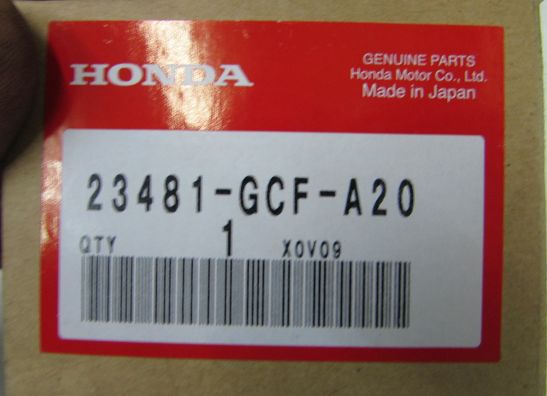 HONDA
GENUINE PARTS
Honda Motor Co., Ltd.
Made in Japan
23481-GCF-A20
QTY 1 X0V09